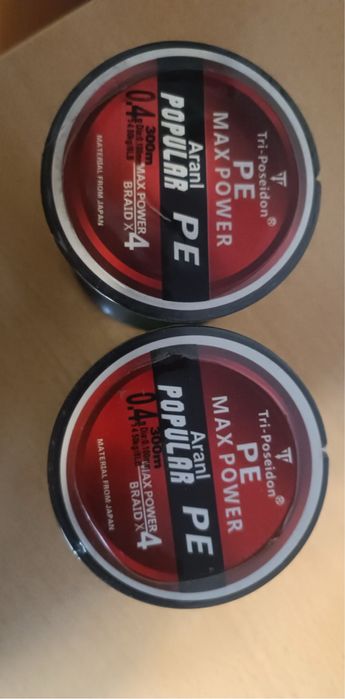 Tri-Poseidon®
PE
MAX POWER
Aranl
POPULAR PE
300m
0.4
MAX POWER
BRAID X4
MATERIAL FROM JAPAN
Tri-Poseidon®
PE
MAX POWER
Aranl
POPULAR PE
300m
0.4
MAX POWER
BRAID X4
MATERIAL FROM JAPAN